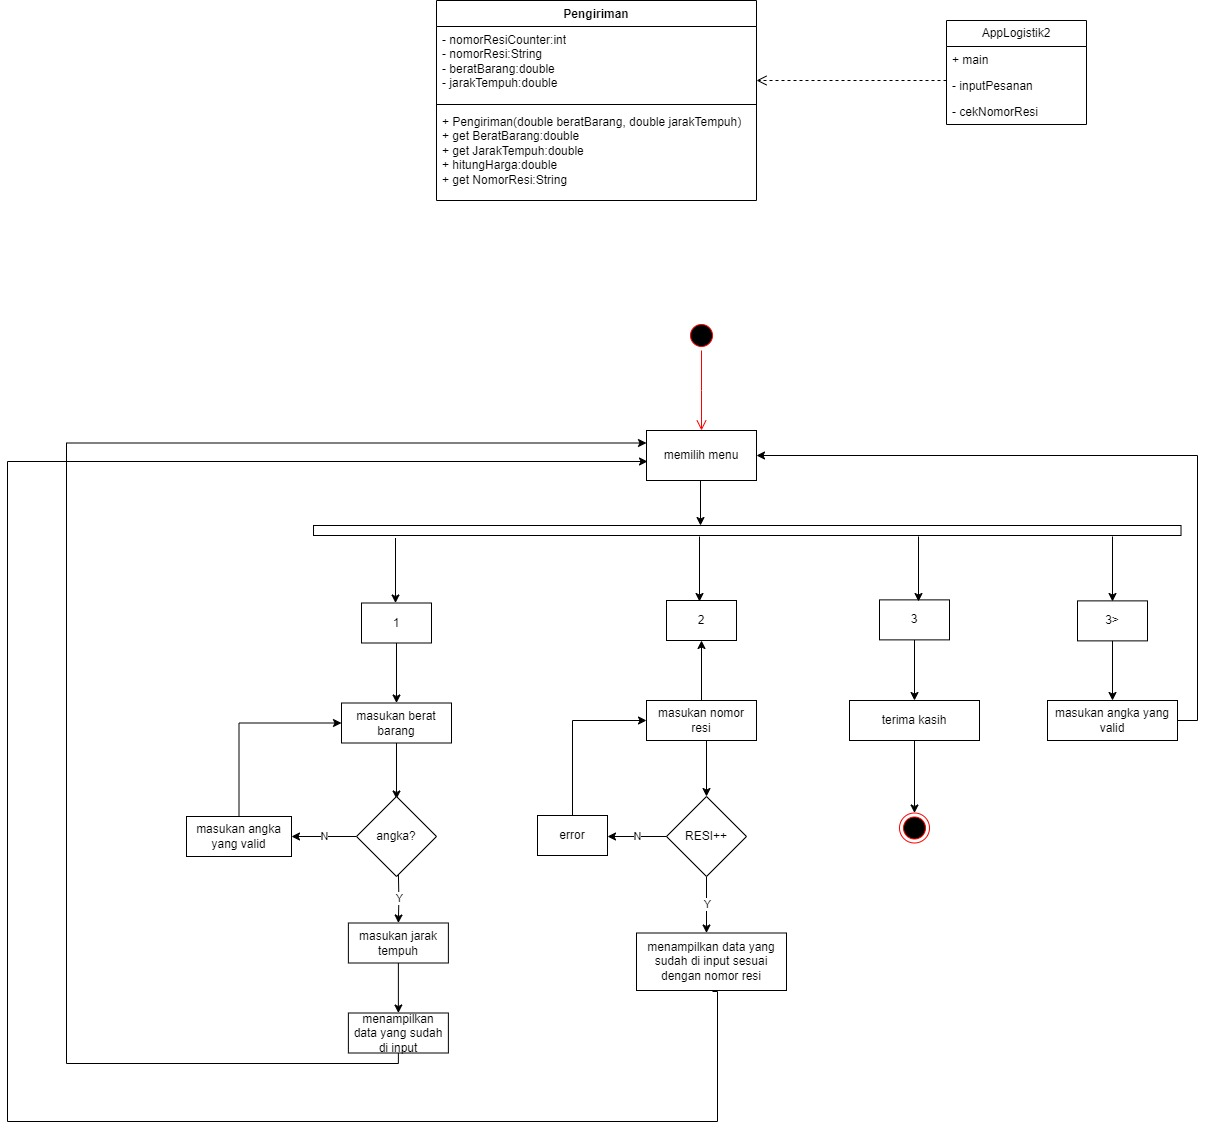 Pengiriman
- nomorResiCounter:int
- nomorResi:String
- beratBarang:double
- jarakTempuh:double
+ Pengiriman(double beratBarang, double jarakTempuh)
+ get BeratBarang:double
+ get JarakTempuh:double
+ hitungHarga:double
+ get NomorResi:String
AppLogistik2
+ main
- inputPesanan
- cekNomorResi
memilih menu
1
2
3
3>
masukan berat
barang
masukan nomor
resi
terima kasih
masukan angka yang
valid
masukan angka
yang valid
N
angka?
error
N
RESI++
Y
Y
masukan jarak
tempuh
menampilkan data yang
sudah di input sesuai
dengan nomor resi
menampilkan
data yang sudah
di input